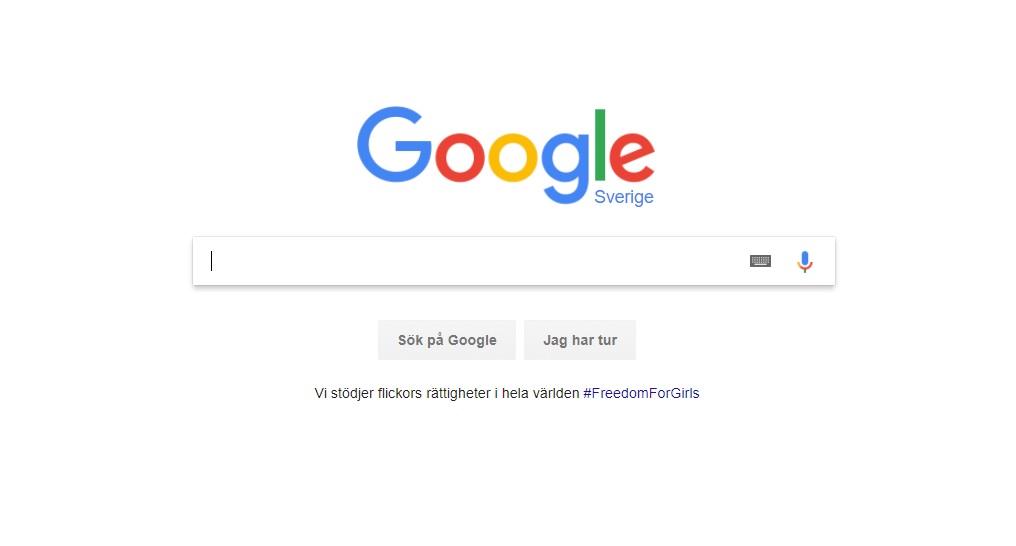 Google
Sverige
Sök på Google
Jag har tur
Vi stödjer flickors rättigheter i hela världen #FreedomForGirls